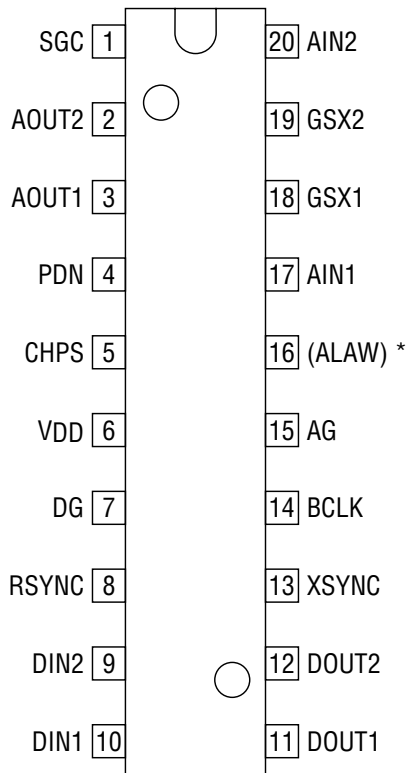 SGC 1 20 AIN2
AOUT2 2 19 GSX2
AOUT1 3 18 GSX1
PDN 4 17 AIN1
CHPS 5 16 (ALAW) *
VDD 6 15 AG
DG 7 14 BCLK
RSYNC 8 13 XSYNC
DIN2 9 12 DOUT2
DIN1 10 11 DOUT1